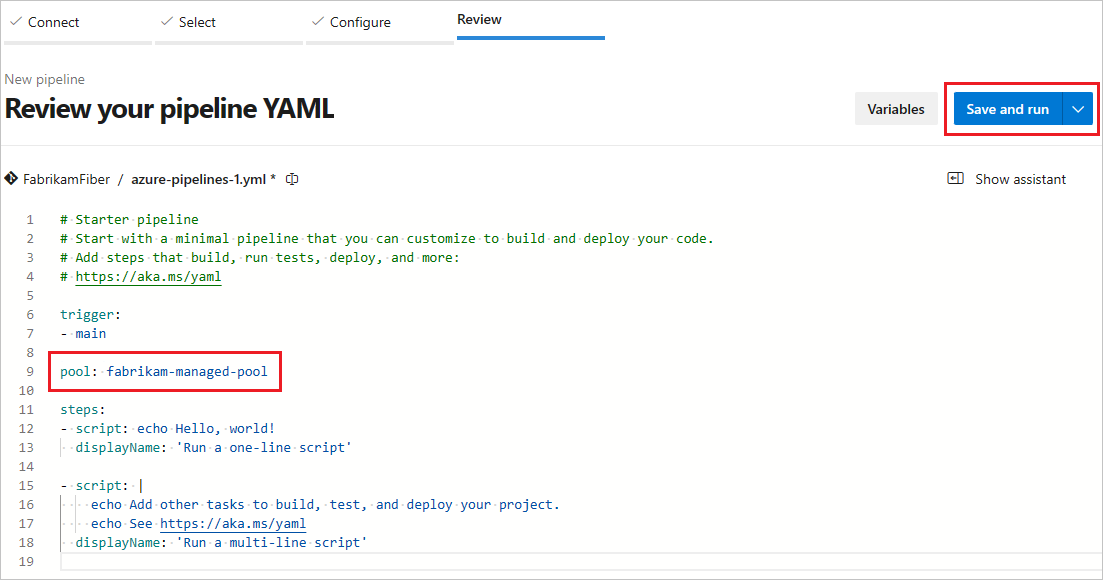 Connect
Select
Configure
Review
New pipeline
Review your pipeline YAML
Variables
Save and run
FabrikamFiber / azure-pipelines-1.yml *
Show assistant
1 # Starter pipeline
2 # Start with a minimal pipeline that you can customize to build and deploy your code.
3 # Add steps that build, run tests, deploy, and more:
4 # https://aka.ms/yaml
5
6 trigger:
7 - main
8
9 pool: fabrikam-managed-pool
10
11 steps:
12 - script: echo Hello, world!
13   displayName: 'Run a one-line script'
14
15 - script: |
16     echo Add other tasks to build, test, and deploy your project.
17     echo See https://aka.ms/yaml
18   displayName: 'Run a multi-line script'
19